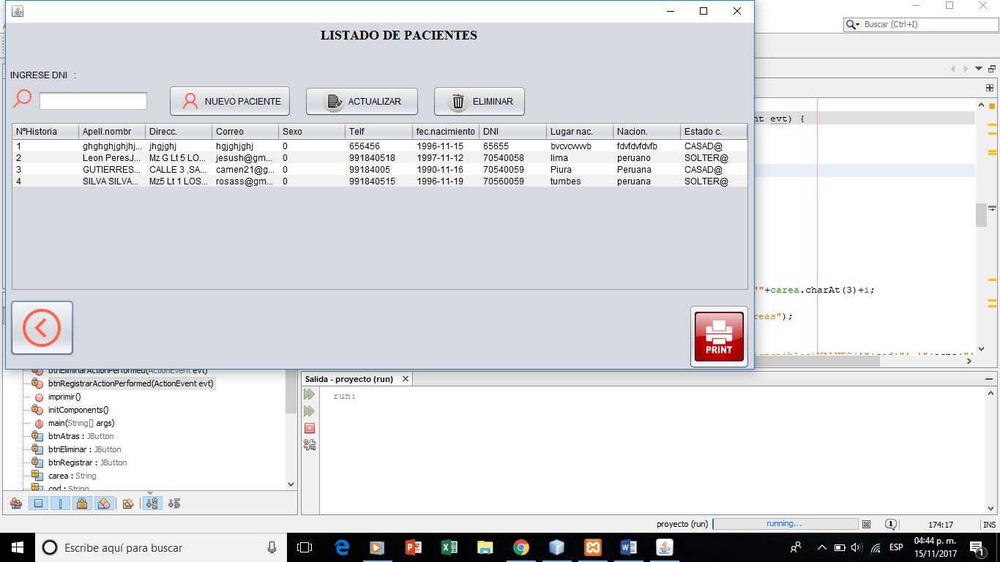 LISTADO DE PACIENTES
Buscar (Ctrl+I)
INGRESE DNI :
NUEVO PACIENTE ACTUALIZAR ELIMINAR
NºHistoria Apell.nombr Direcc. Correo Sexo Telf fec.nacimiento DNI Lugar nac. Nacion. Estado c.
1 ghghghjghjhj... jhgjghj hgjghjghj 0 656456 1996-11-15 65655 bvcvcvvvb fdvfdvfdvfb CASAD@
2 Leon PeresJ... Mz G Lt 5 LO... jesush@gm... 0 991840518 1997-11-12 70540058 lima peruano SOLTER@
3 GUTIERRES... CALLE 3 ,SA... camen21@g... 0 99184005 1990-11-16 70540059 Piura Peruana CASAD@
4 SILVA SILVA... Mz5 Lt 1 LOS... rosass@gm... 0 991840515 1996-11-19 70560059 tumbes peruana SOLTER@
PRINT
nt evt) {
""+carea.charAt(3)+i;
reas");
btnEliminarActionPerformed(ActionEvent evt)
btnRegistrarActionPerformed(ActionEvent evt)
imprimir()
initComponents()
main(String[] args)
btnAtras : JButton
btnEliminar : JButton
btnRegistrar : JButton
carea : String
cod : String
Salida - proyecto (run)
run:
proyecto (run) running... 1 174:17 INS
Escribe aquí para buscar
ESP
04:44 p. m.
15/11/2017
1